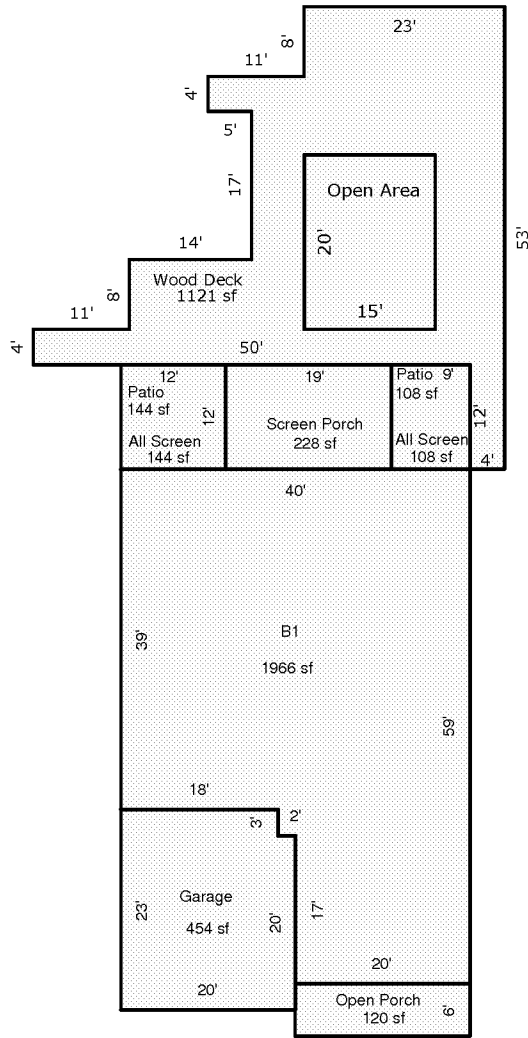 23'
8'
11'
4'
5'
17'
Open Area
20'
15'
53'
14'
Wood Deck
1121 sf
8'
11'
4'
50'
12'
Patio
144 sf
12'
All Screen
144 sf
19'
Screen Porch
228 sf
Patio 9'
108 sf
12'
All Screen
108 sf
4'
40'
39'
B1
1966 sf
59'
18'
3'
2'
Garage
454 sf
23'
20'
17'
20'
20'
Open Porch
120 sf
6'